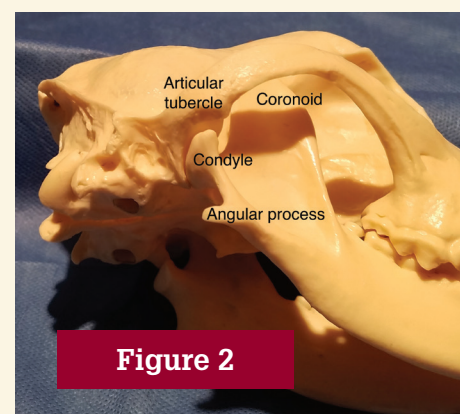 Articular
tubercle
Coronoid
Condyle
Angular process
Figure 2